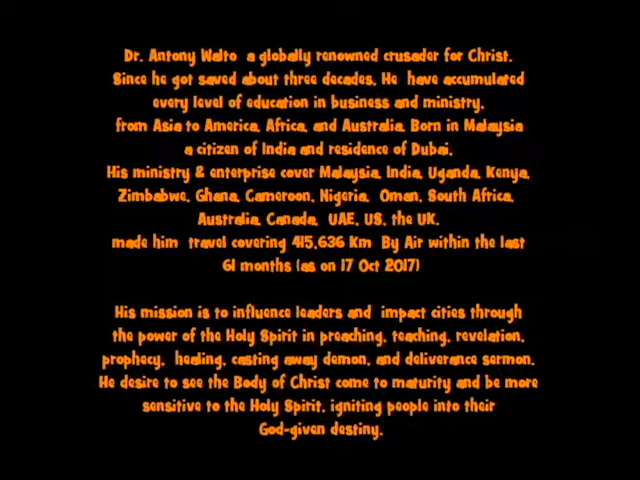 Dr. Antony Walto a globally renowned crusader for Christ.
Since he got saved about three decades, He have accumulated
every level of education in business and ministry,
from Asia to America, Africa, and Australia. Born in Malaysia
a citizen of India and residence of Dubai.
His ministry & enterprise cover Malaysia, India, Uganda, Kenya,
Zimbabwe, Ghana, Cameroon, Nigeria, Oman, South Africa,
Australia, Canada, UAE, US, the UK,
made him travel covering 415,636 Km By Air within the last
61 months (as on 17 Oct 2017)
His mission is to influence leaders and impact cities through
the power of the Holy Spirit in preaching, teaching, revelation,
prophecy, healing, casting away demon, and deliverance sermon.
He desire to see the Body of Christ come to maturity and be more
sensitive to the Holy Spirit, igniting people into their
God-given destiny.